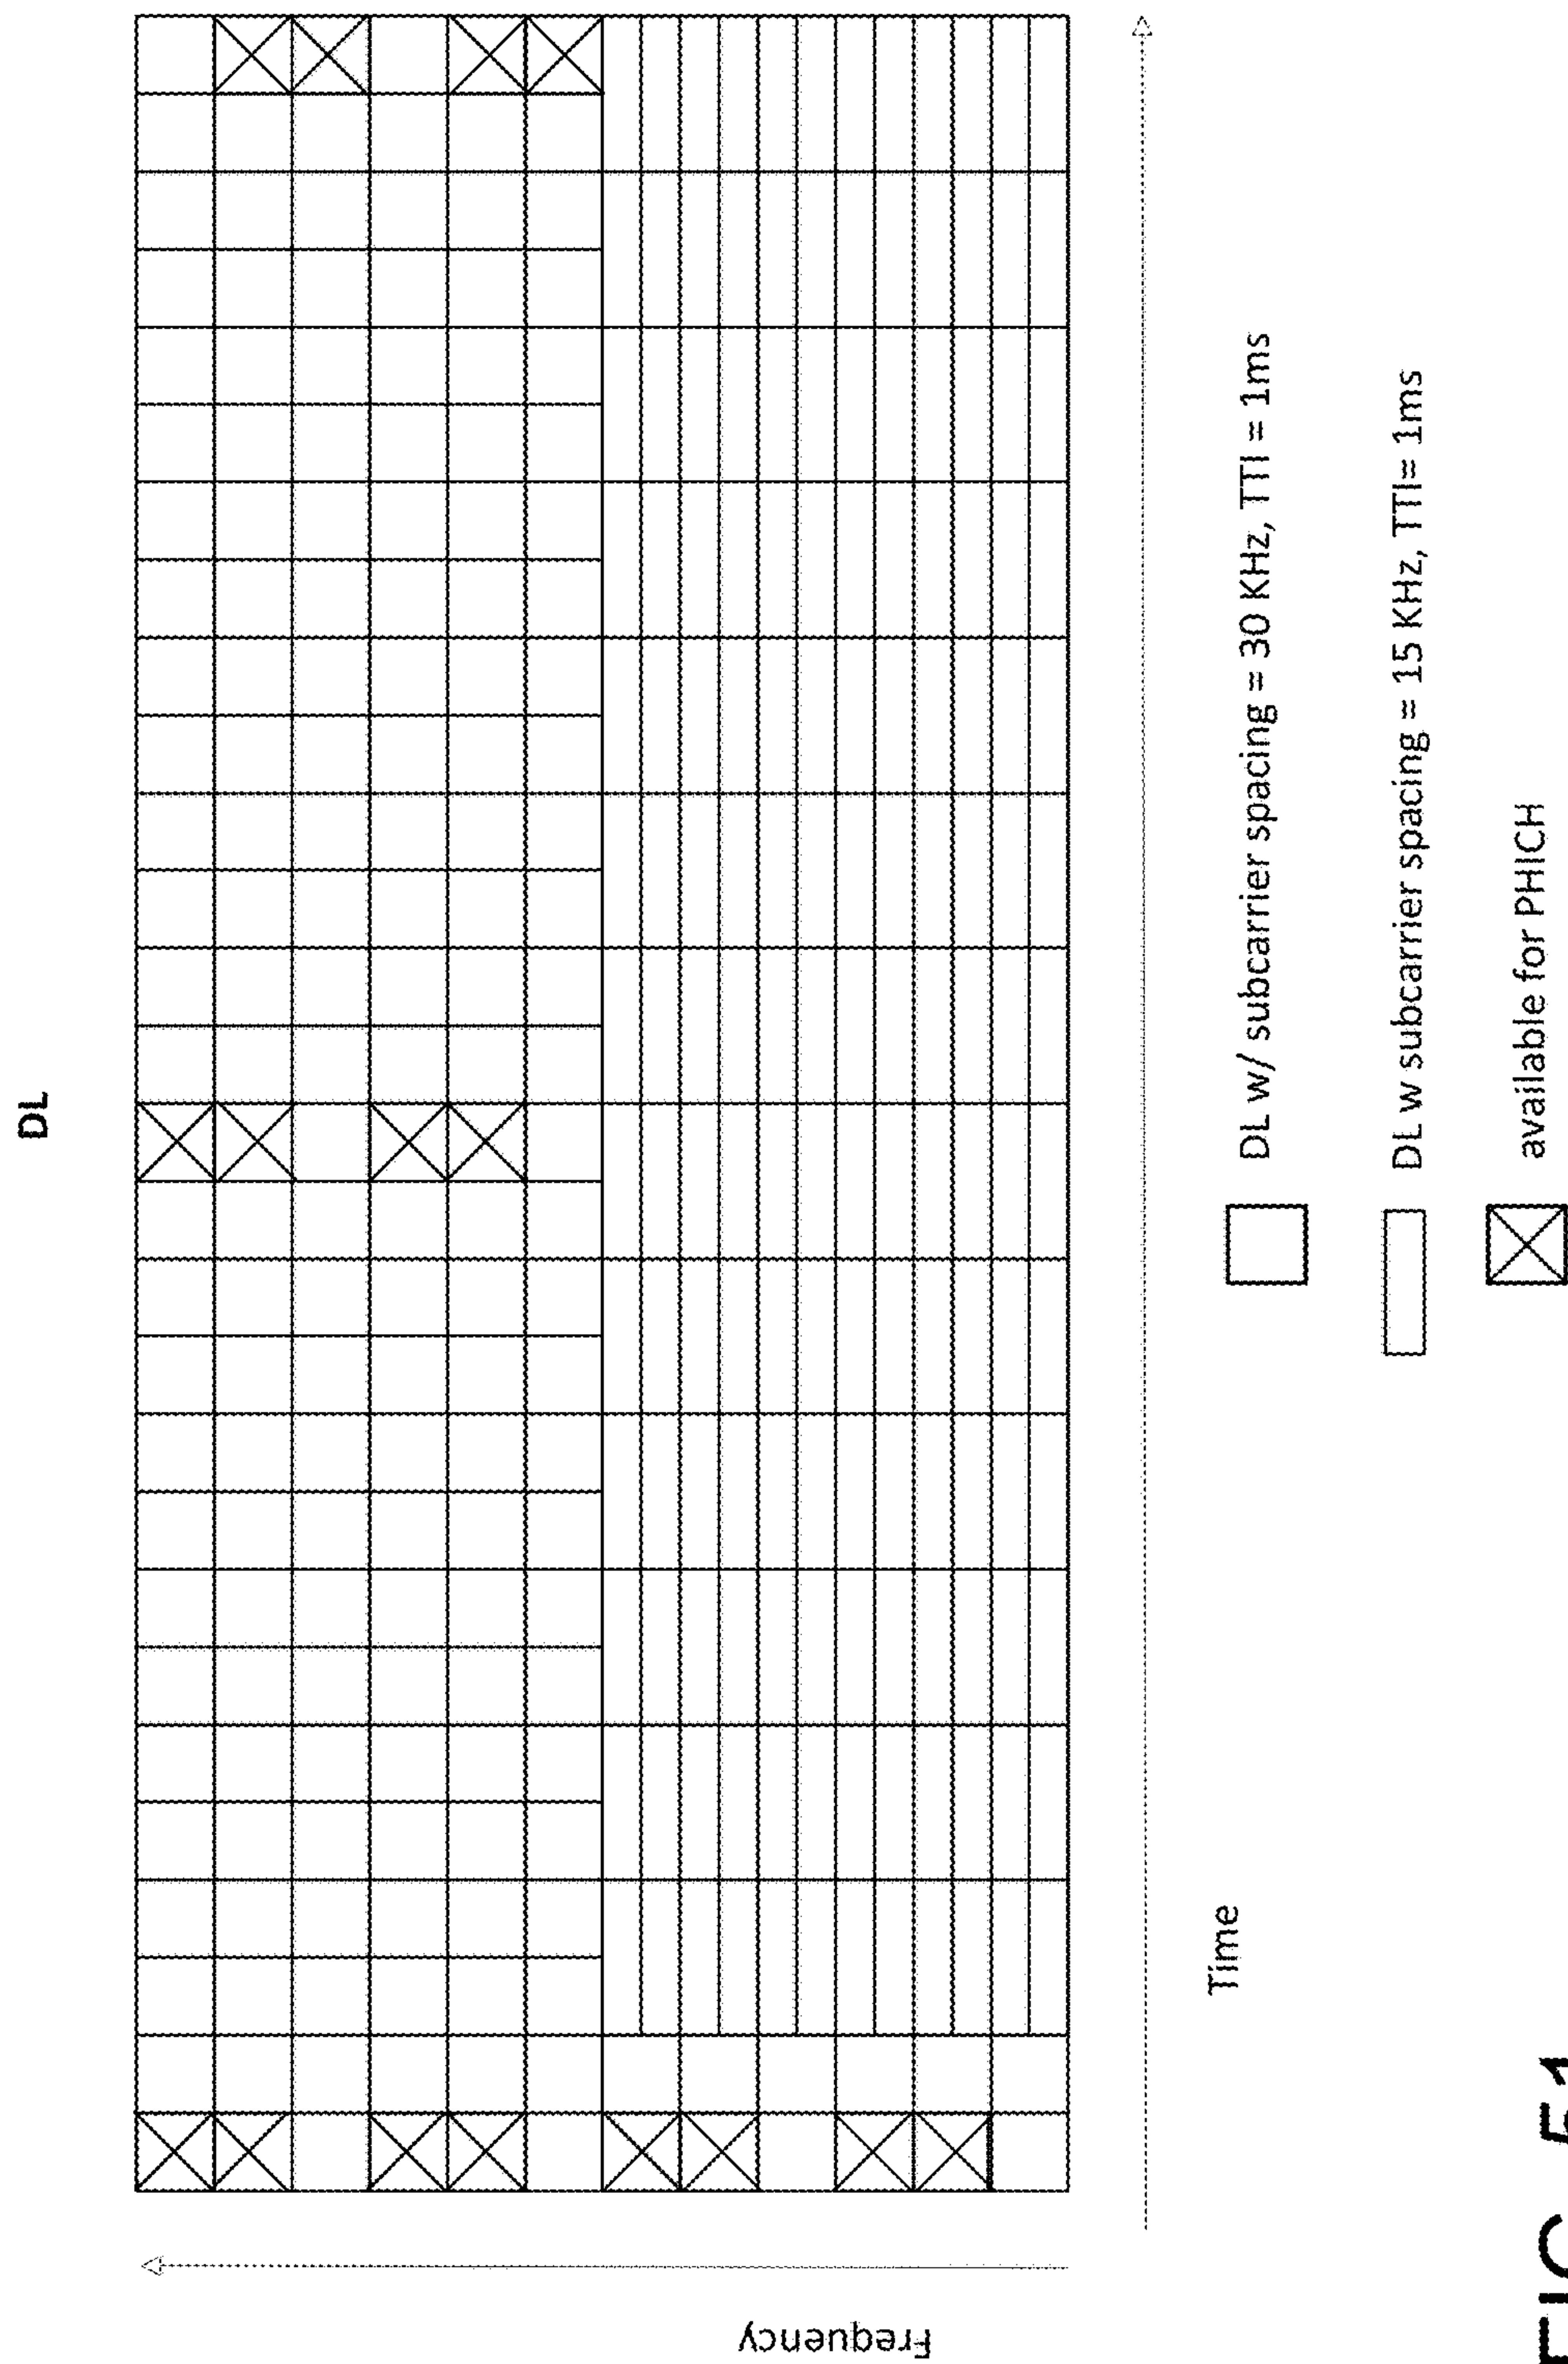 DL
Frequency
Time
DL w/ subcarrier spacing = 30 KHz, TTI = 1ms
DL w subcarrier spacing = 15 KHz, TTI= 1ms
available for PHICH